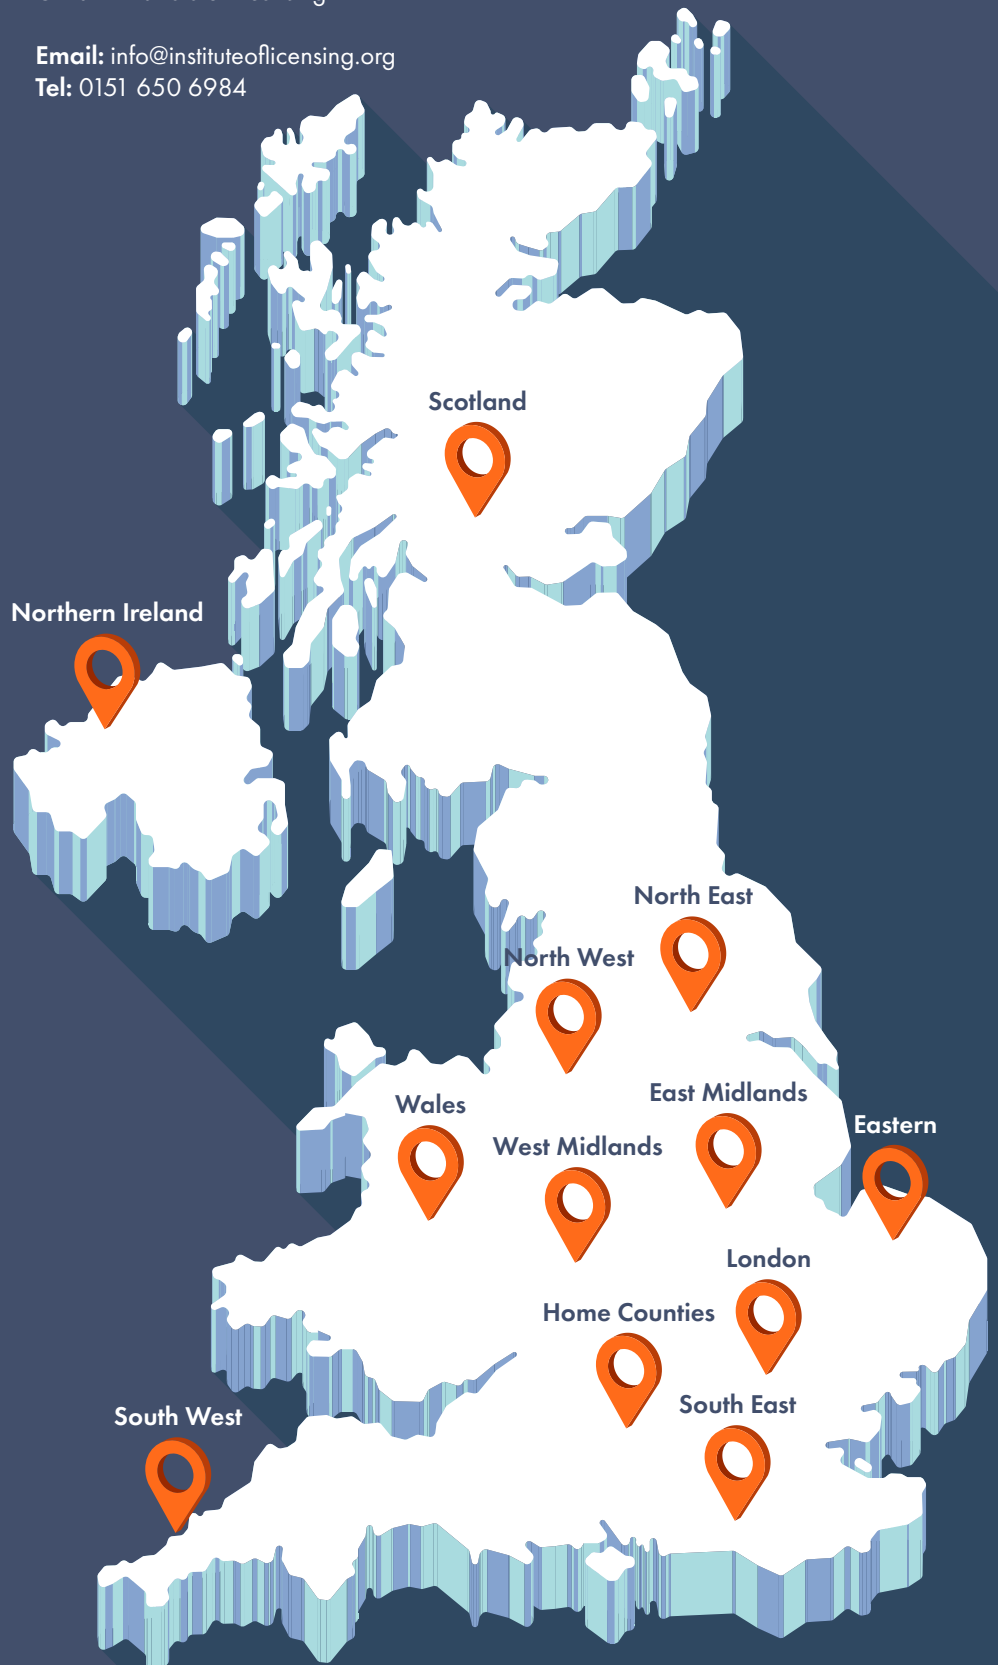 Email: info@instituteoflicensing.org
Tel: 0151 650 6984
Scotland
Northern Ireland
North East
North West
East Midlands
Wales
Eastern
West Midlands
London
Home Counties
South East
South West